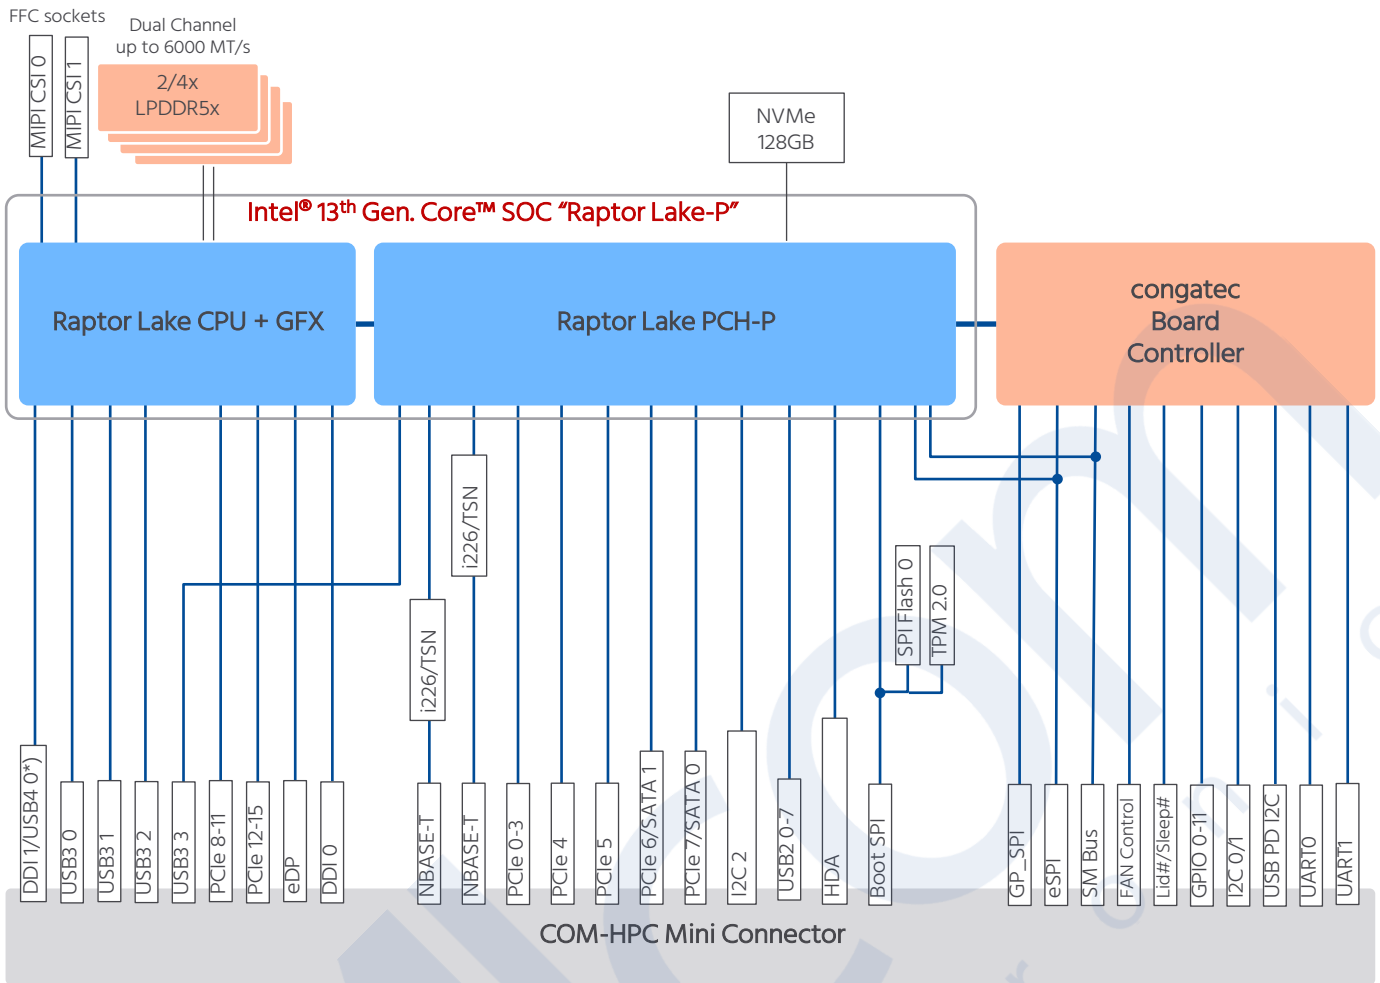 FFC sockets
Dual Channel
up to 6000 MT/s
MIPI CSI 0
MIPI CSI 1
2/4x
LPDDR5x
NVMe
128GB
Intel® 13th Gen. Core™ SOC “Raptor Lake-P”
Raptor Lake CPU + GFX
Raptor Lake PCH-P
congatec
Board
Controller
i226/TSN
i226/TSN
SPI Flash 0
TPM 2.0
DDI 1/USB4 0*)
USB3 0
USB3 1
USB3 2
USB3 3
PCIe 8-11
PCIe 12-15
eDP
DDI 0
NBASE-T
NBASE-T
PCIe 0-3
PCIe 4
PCIe 5
PCIe 6/SATA 1
PCIe 7/SATA 0
I2C 2
USB2 0-7
HDA
Boot SPI
GP_SPI
eSPI
SM Bus
FAN Control
Lid#/Sleep#
GPIO 0-11
I2C 0/1
USB PD I2C
UART0
UART1
COM-HPC Mini Connector